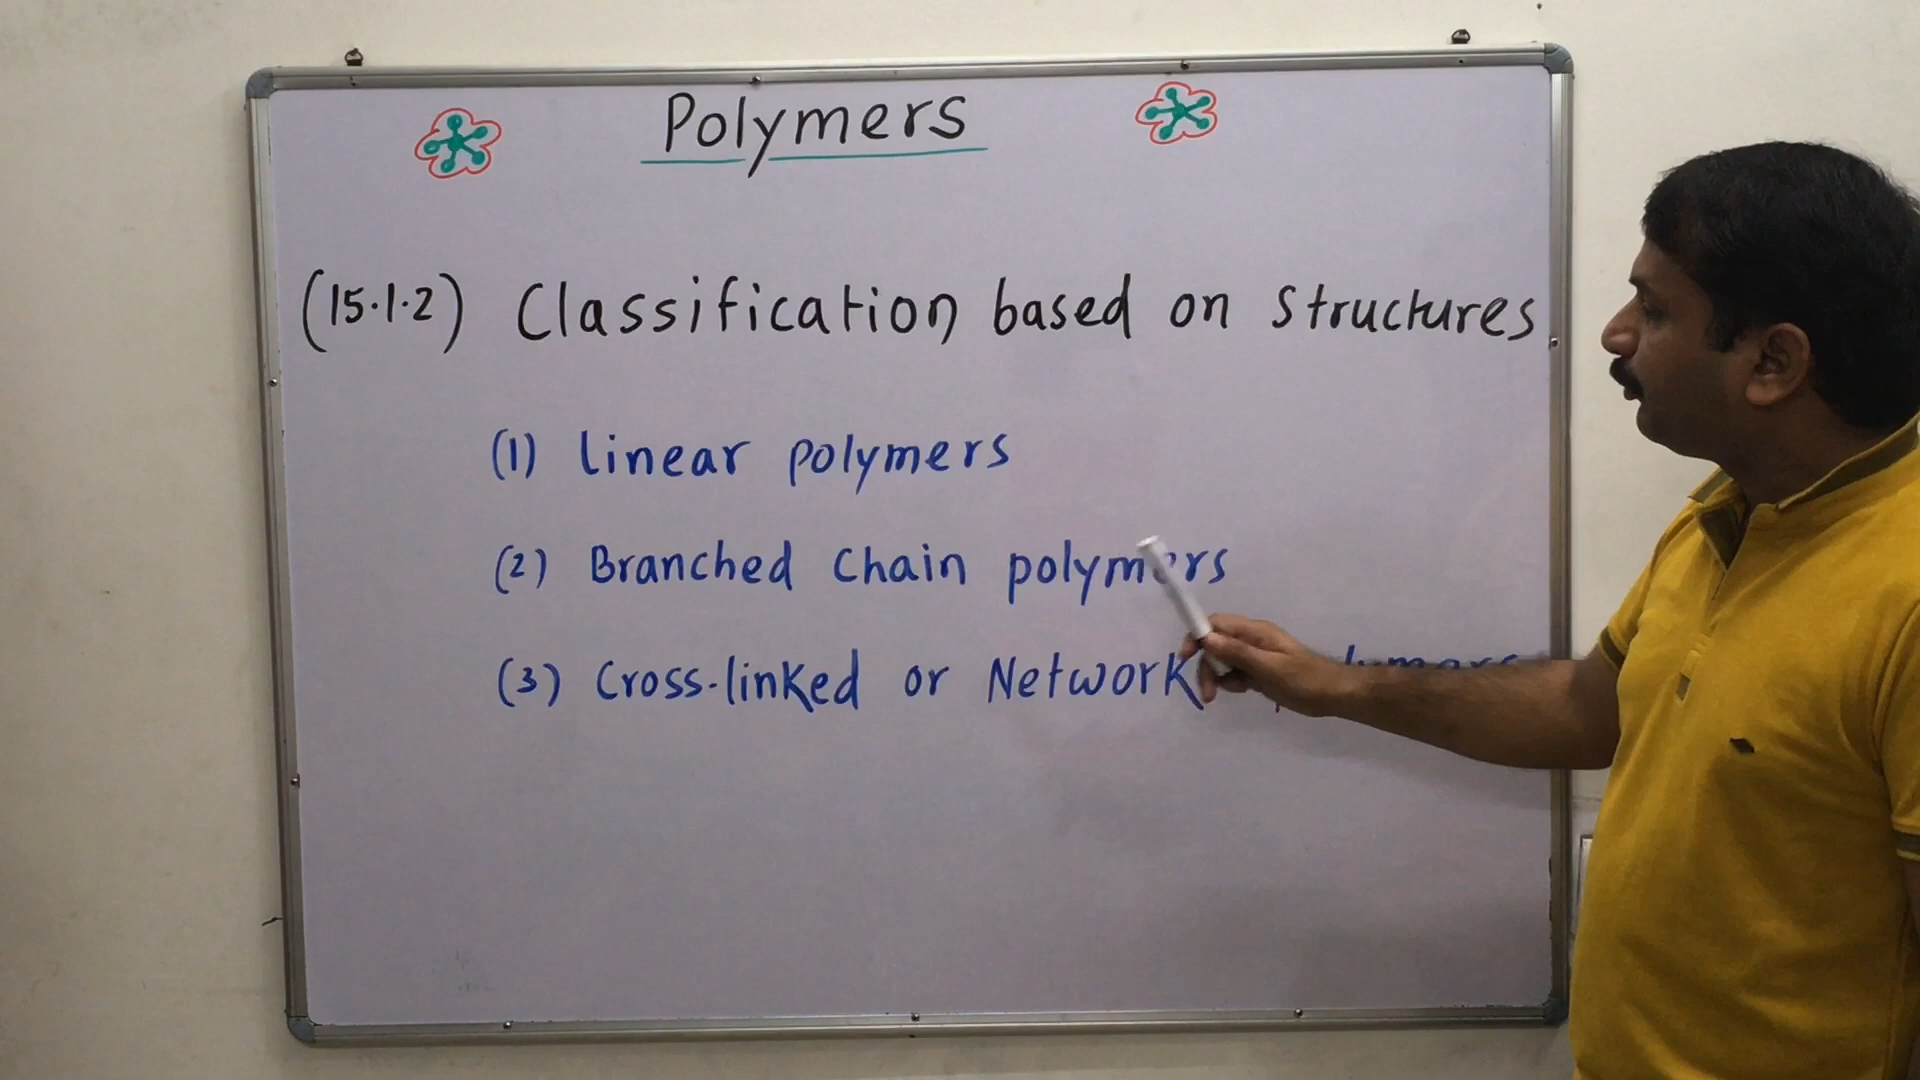 Polymers
(15.1.2) Classification based on Structures
(1) Linear polymers
(2) Branched Chain polymers
(3) Cross-linked or Network